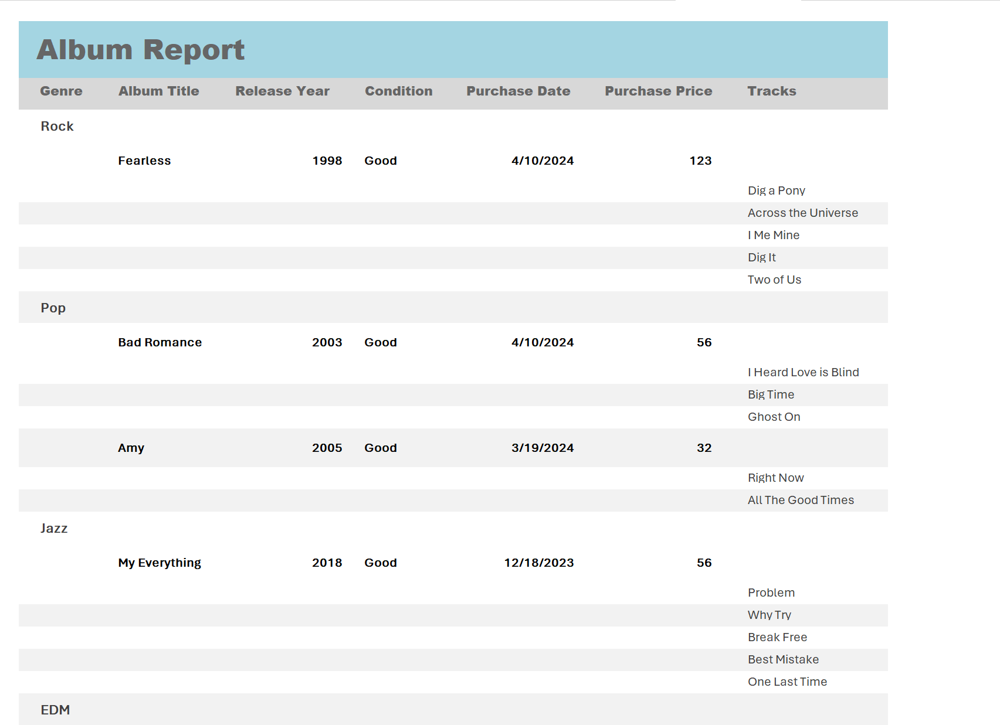 Album Report
Genre Album Title Release Year Condition Purchase Date Purchase Price Tracks
Rock
Fearless 1998 Good 4/10/2024 123
Dig a Pony
Across the Universe
I Me Mine
Dig It
Two of Us
Pop
Bad Romance 2003 Good 4/10/2024 56
I Heard Love is Blind
Big Time
Ghost On
Amy 2005 Good 3/19/2024 32
Right Now
All The Good Times
Jazz
My Everything 2018 Good 12/18/2023 56
Problem
Why Try
Break Free
Best Mistake
One Last Time
EDM